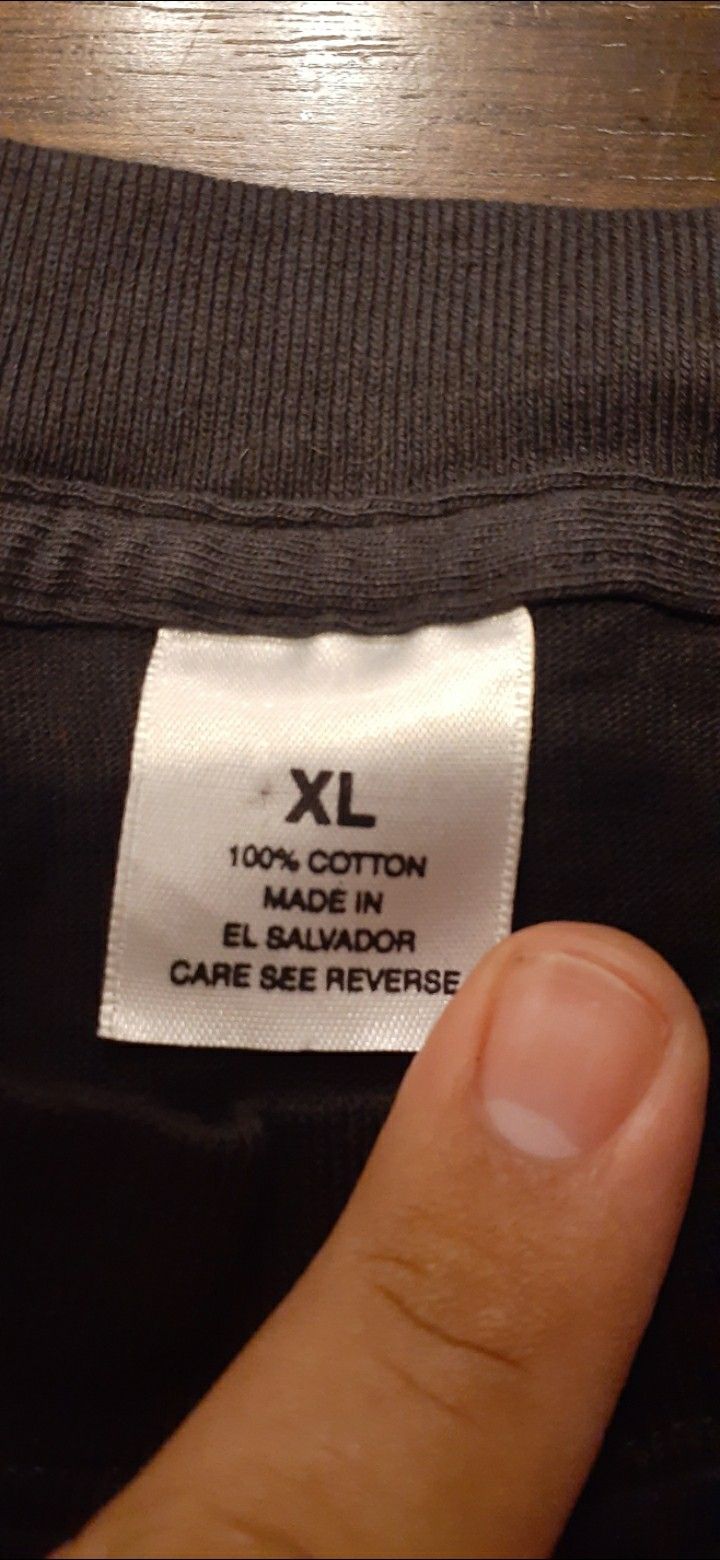 XL
100% COTTON
MADE IN
EL SALVADOR
CARE SEE REVERSE